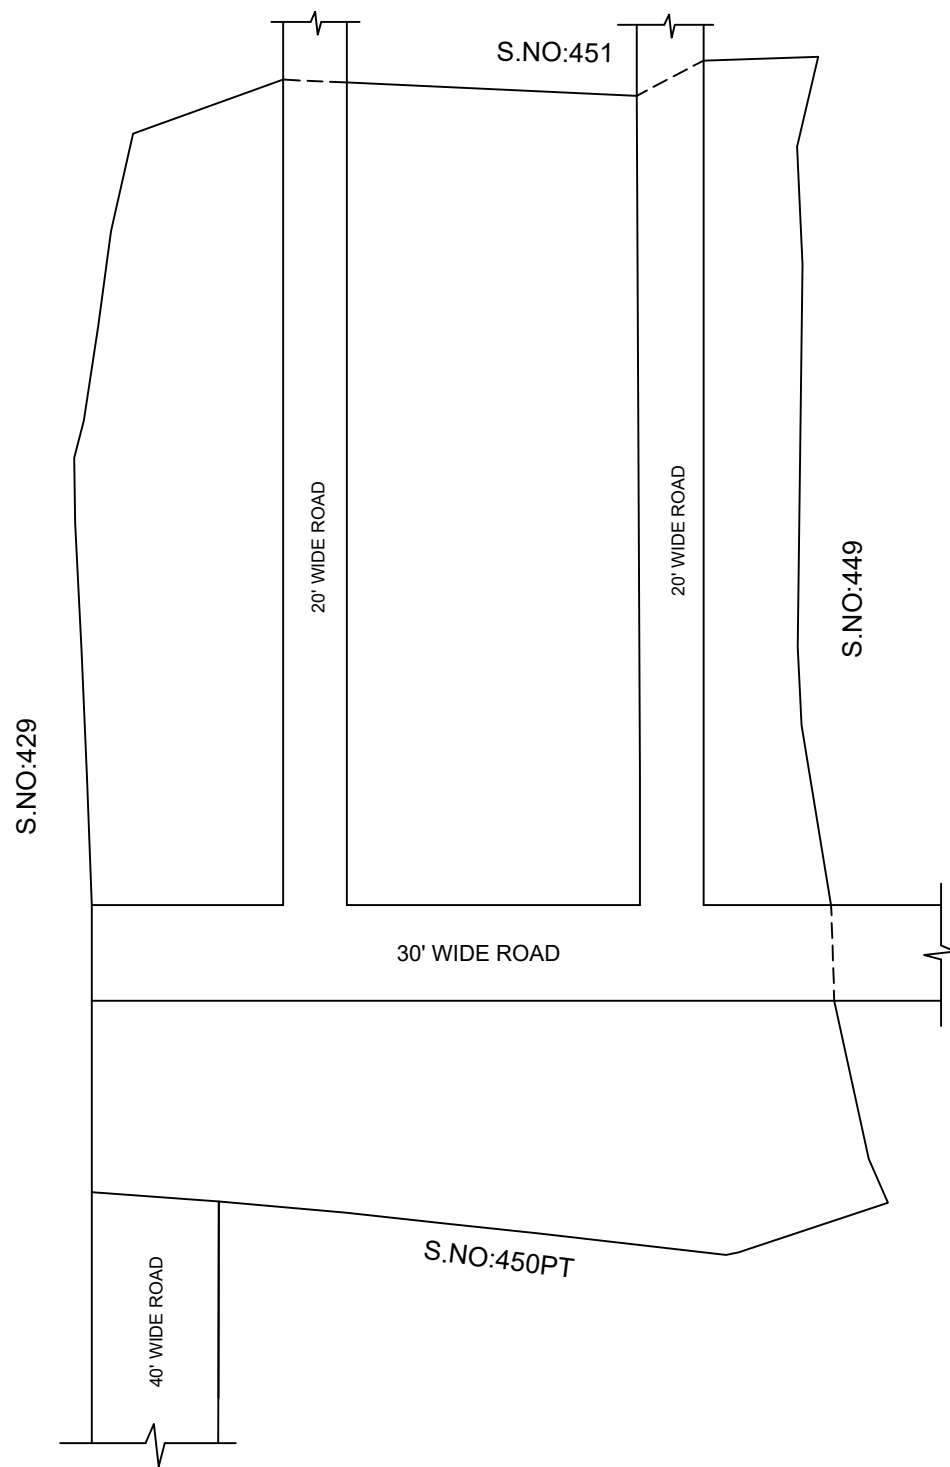 S.NO:451
20' WIDE ROAD
20' WIDE ROAD
S.NO:449
S.NO:429
30' WIDE ROAD
S.NO:450PT
40' WIDE ROAD